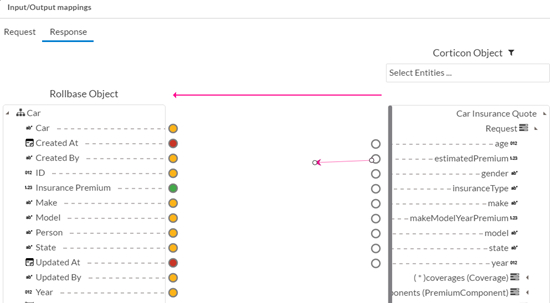 Input/Output mappings
Request Response
Corticon Object
Select Entities ...
Rollbase Object
Car
Car
Created At
Created By
ID
Insurance Premium
Make
Model
Person
State
Updated At
Updated By
Year
Car Insurance Quote
Request
age
estimatedPremium
gender
insuranceType
make
makeModelYearPremium
model
state
year
( * )coverages (Coverage)
onents (PremiumComponent)